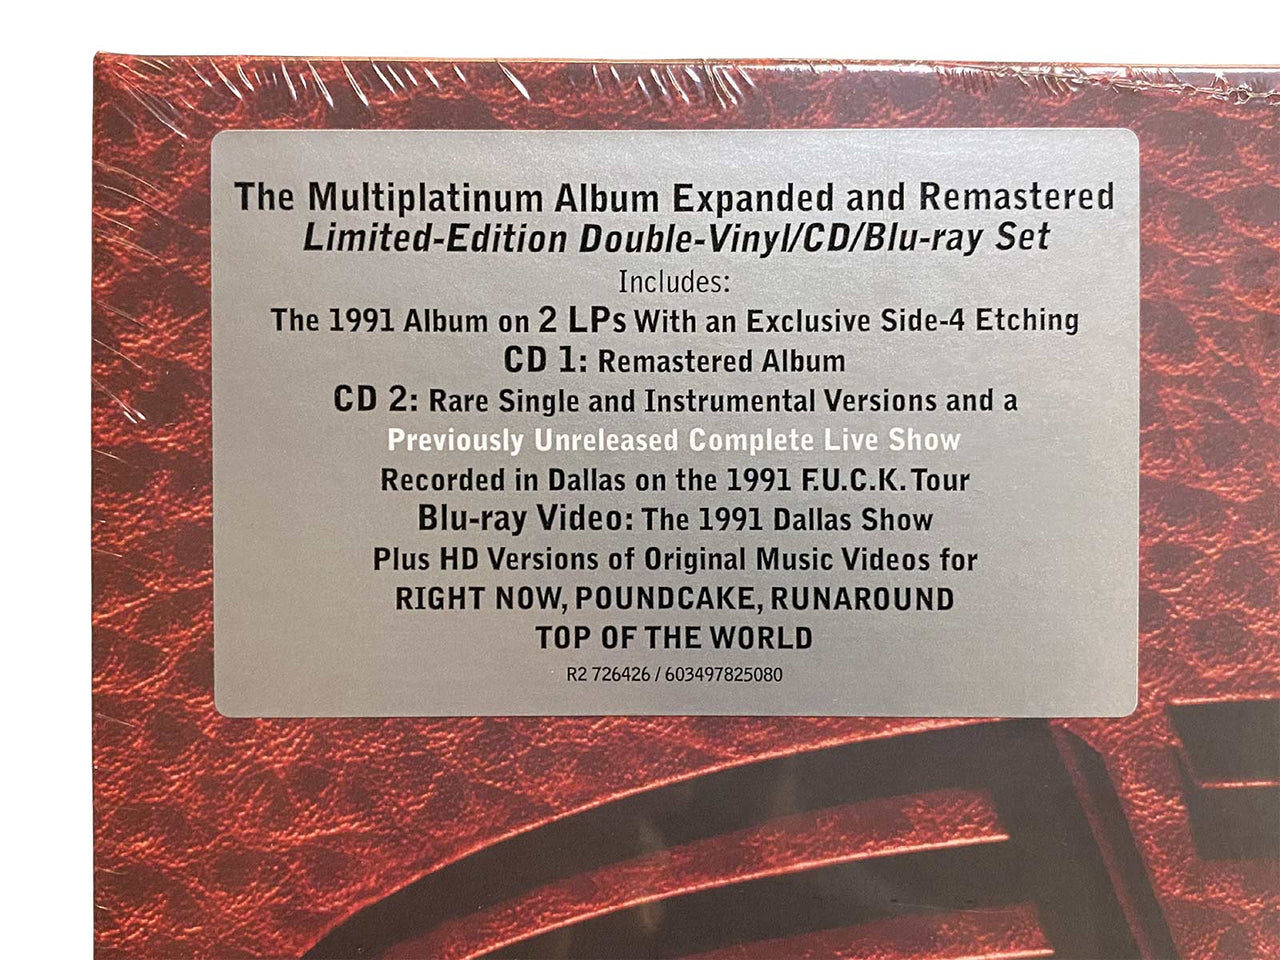 The Multiplatinum Album Expanded and Remastered
Limited-Edition Double-Vinyl/CD/Blu-ray Set
Includes:
The 1991 Album on 2 LPs With an Exclusive Side-4 Etching
CD 1: Remastered Album
CD 2: Rare Single and Instrumental Versions and a
Previously Unreleased Complete Live Show
Recorded in Dallas on the 1991 F.U.C.K. Tour
Blu-ray Video: The 1991 Dallas Show
Plus HD Versions of Original Music Videos for
RIGHT NOW, POUNDCAKE, RUNAROUND
TOP OF THE WORLD
R2 726426 / 603497825080